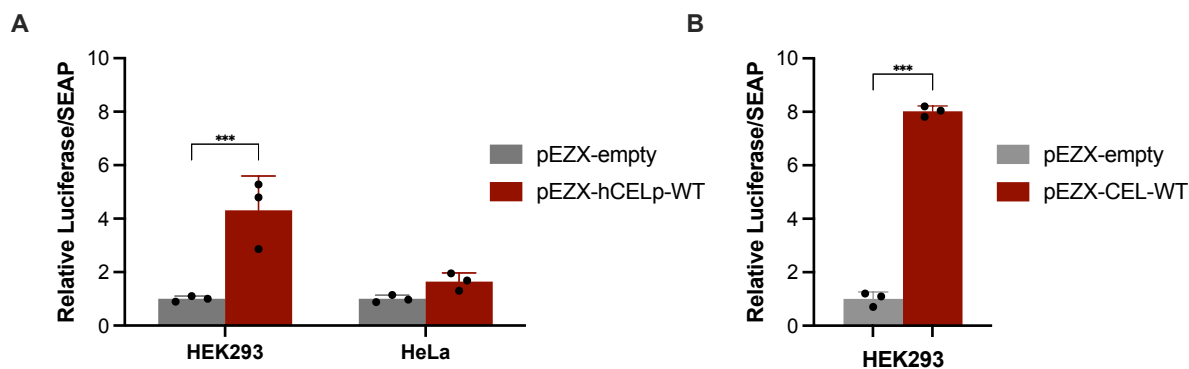 A
Relative Luciferase/SEAP
10
8
6
4
2
0
***
HEK293
HeLa
pEZX-empty
pEZX-hCELp-WT
B
Relative Luciferase/SEAP
10
8
6
4
2
0
***
HEK293
pEZX-empty
pEZX-CEL-WT